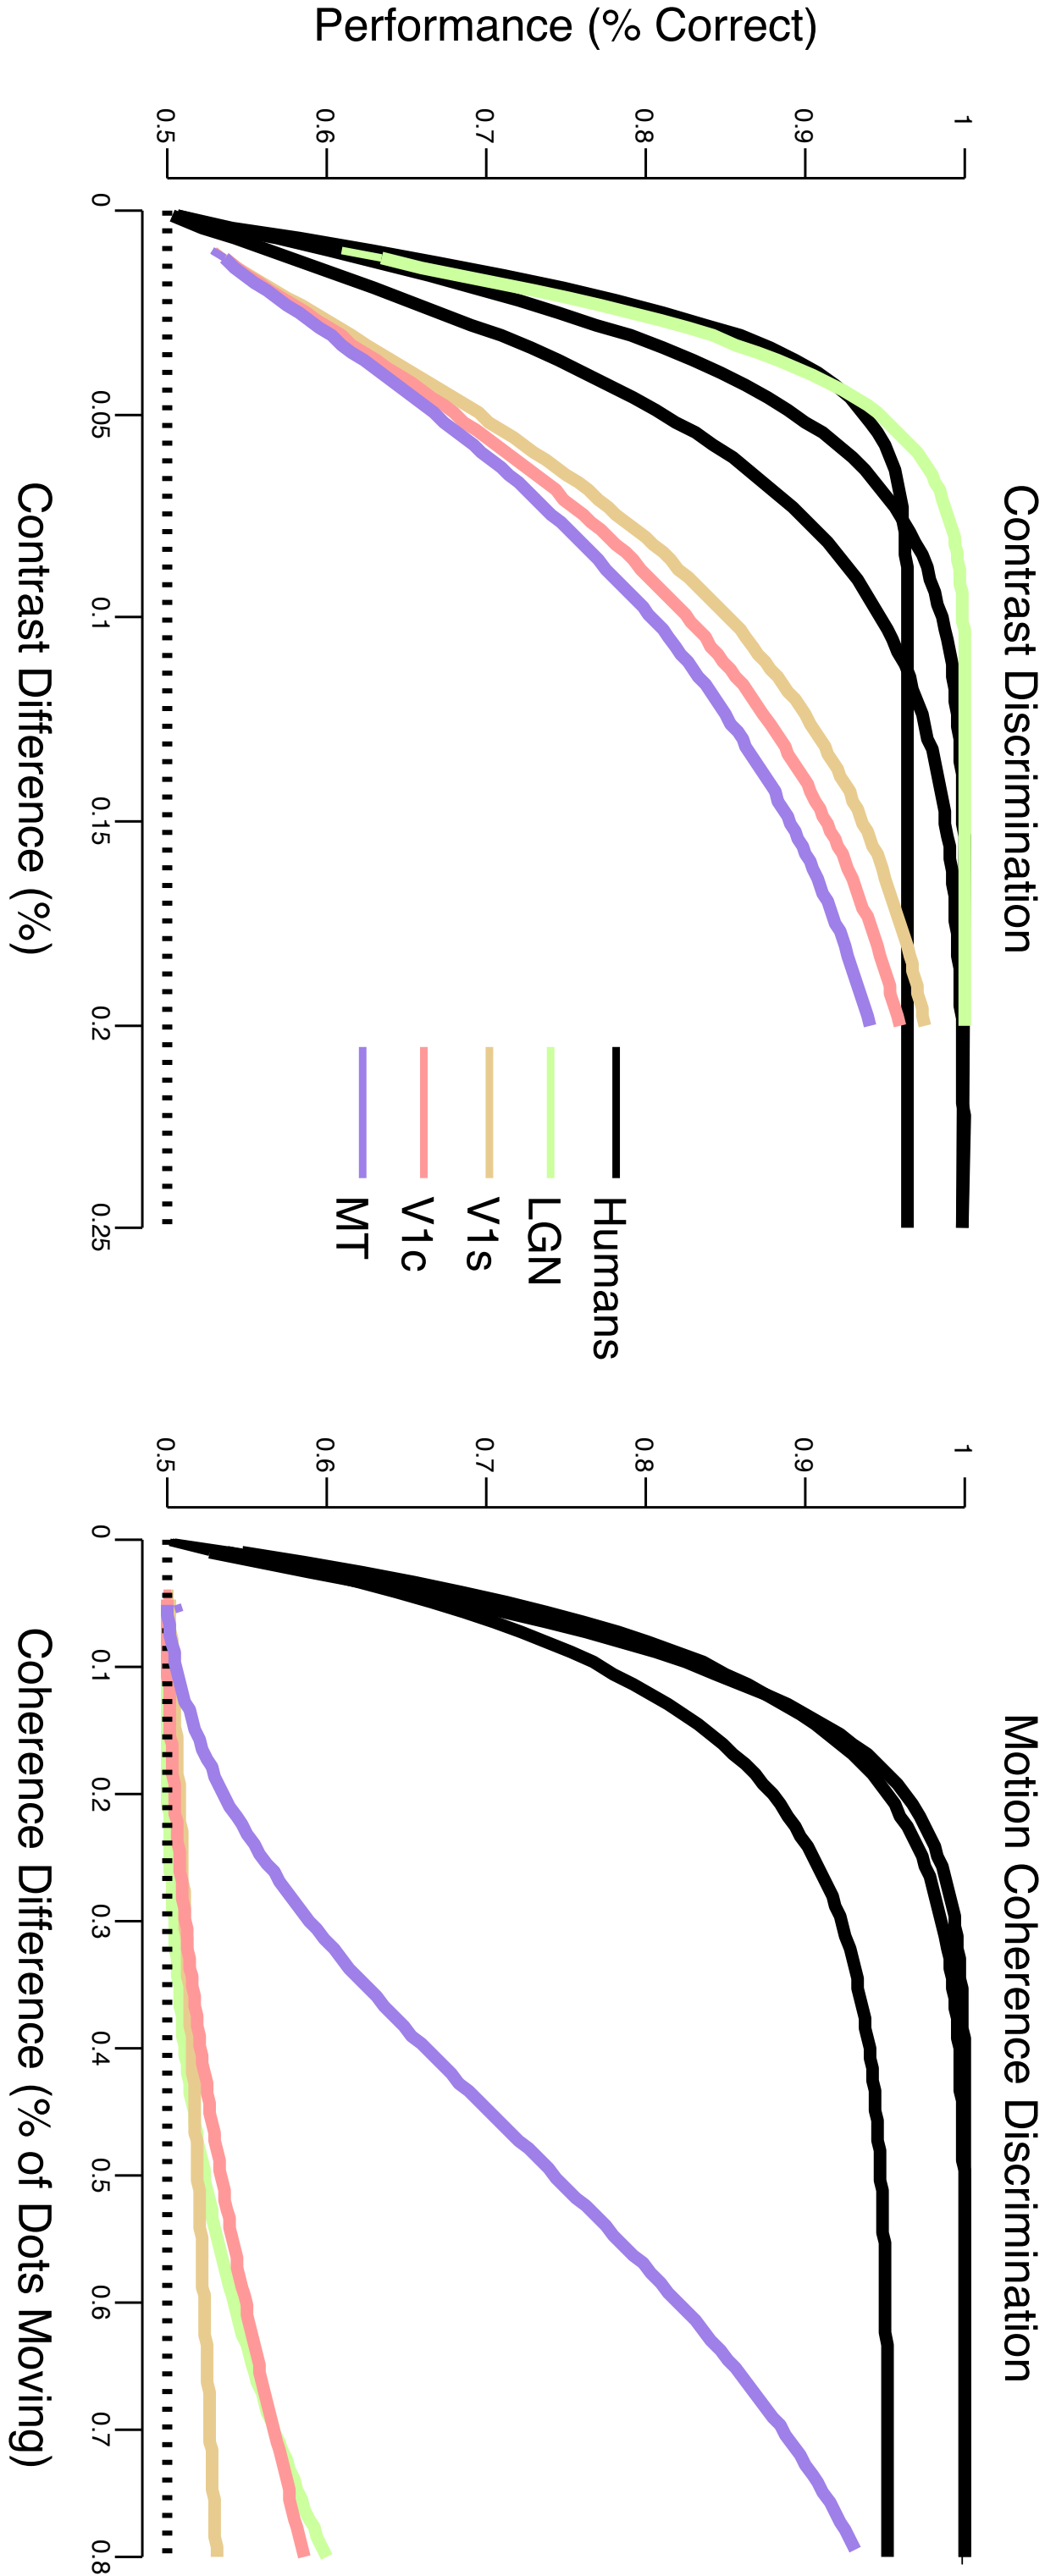 Contrast Discrimination
Performance (% Correct)
1
0.9
0.8
0.7
0.6
0.5
0
0.05
0.1
0.15
0.2
0.25
Contrast Difference (%)
Humans
LGN
V1s
V1c
MT
Motion Coherence Discrimination
1
0.9
0.8
0.7
0.6
0.5
0
0.1
0.2
0.3
0.4
0.5
0.6
0.7
0.8
Coherence Difference (% of Dots Moving)